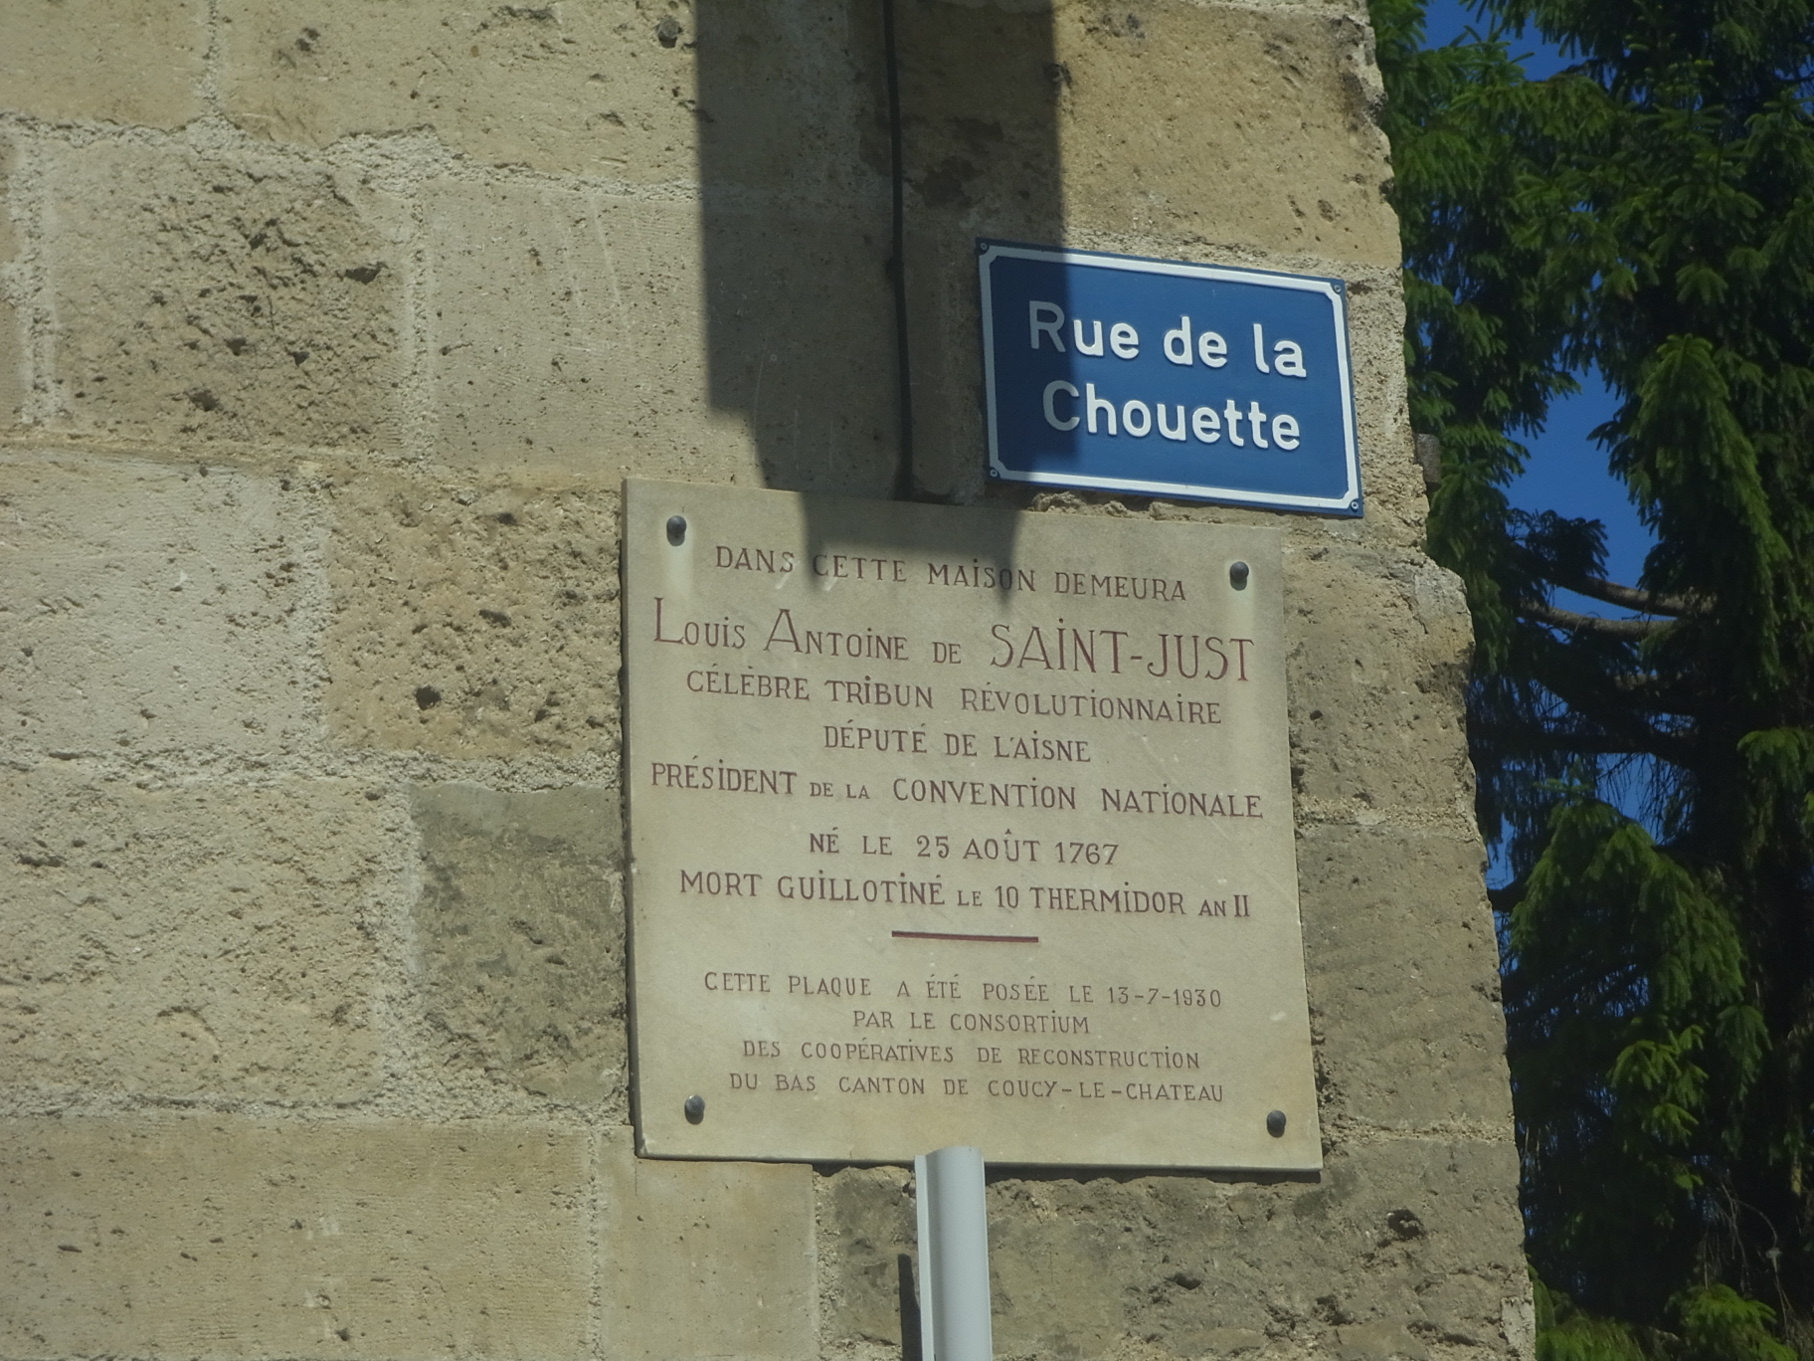 Rue de la
Chouette
DANS CETTE MAISON DEMEURA
LOUIS ANTOINE DE SAINT-JUST
CÉLÈBRE TRIBUN RÉVOLUTIONNAIRE
DÉPUTÉ DE L'AISNE
PRÉSIDENT DE LA CONVENTION NATIONALE
NÉ LE 25 AOÛT 1767
MORT GUILLOTINÉ LE 10 THERMIDOR AN II
CETTE PLAQUE A ÉTÉ POSÉE LE 13-7-1930
PAR LE CONSORTIUM
DES COOPÉRATIVES DE RECONSTRUCTION
DU BAS CANTON DE COUCY-LE-CHATEAU